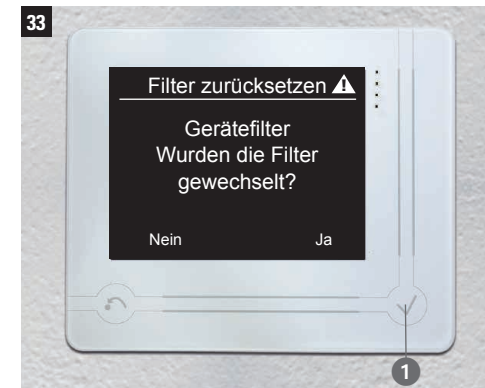 33
Filter zurücksetzen
Gerätefilter
Wurden die Filter
gewechselt?
Nein Ja
1